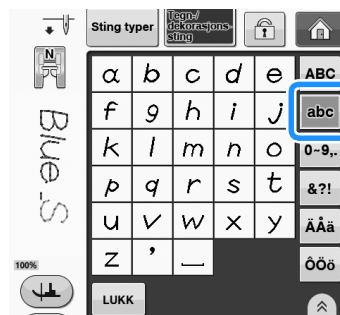 Sting typer
Tegn-/
dekorasjons-
sting
N
α b c d e
ABC
f g h i j
abc
k l m n o
0~9,.
p q r s t
&?!
u v w x y
ÄÅä
z ’ _
ÔÖö
Blue.S
100%
LUKK